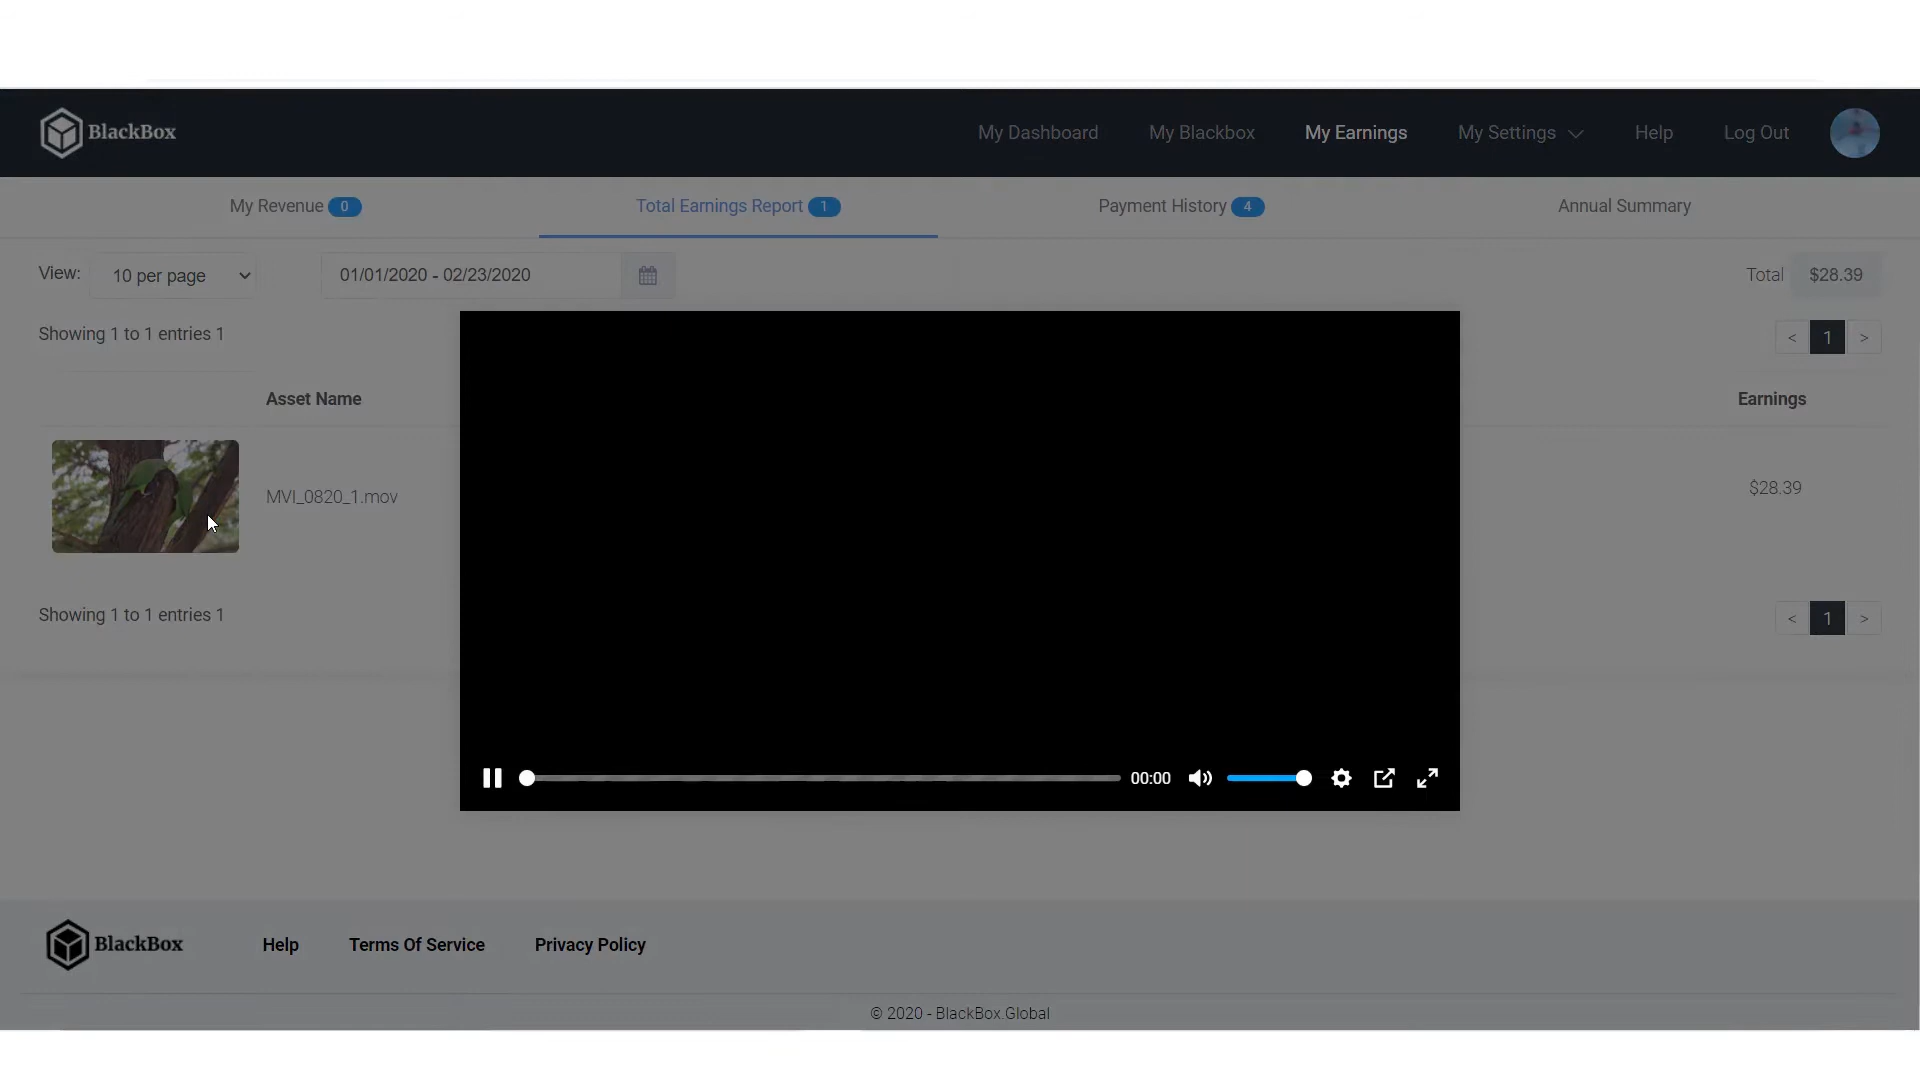 BlackBox
My Dashboard
My Blackbox
My Earnings
My Settings
Help
Log Out
My Revenue 0
Total Earnings Report 1
Payment History 4
Annual Summary
View: 10 per page
01/01/2020 - 02/23/2020
Total $28.39
Showing 1 to 1 entries 1
< 1 >
Asset Name
Earnings
MVI_0820_1.mov
$28.39
Showing 1 to 1 entries 1
< 1 >
00:00
BlackBox
Help
Terms Of Service
Privacy Policy
© 2020 - BlackBox.Global